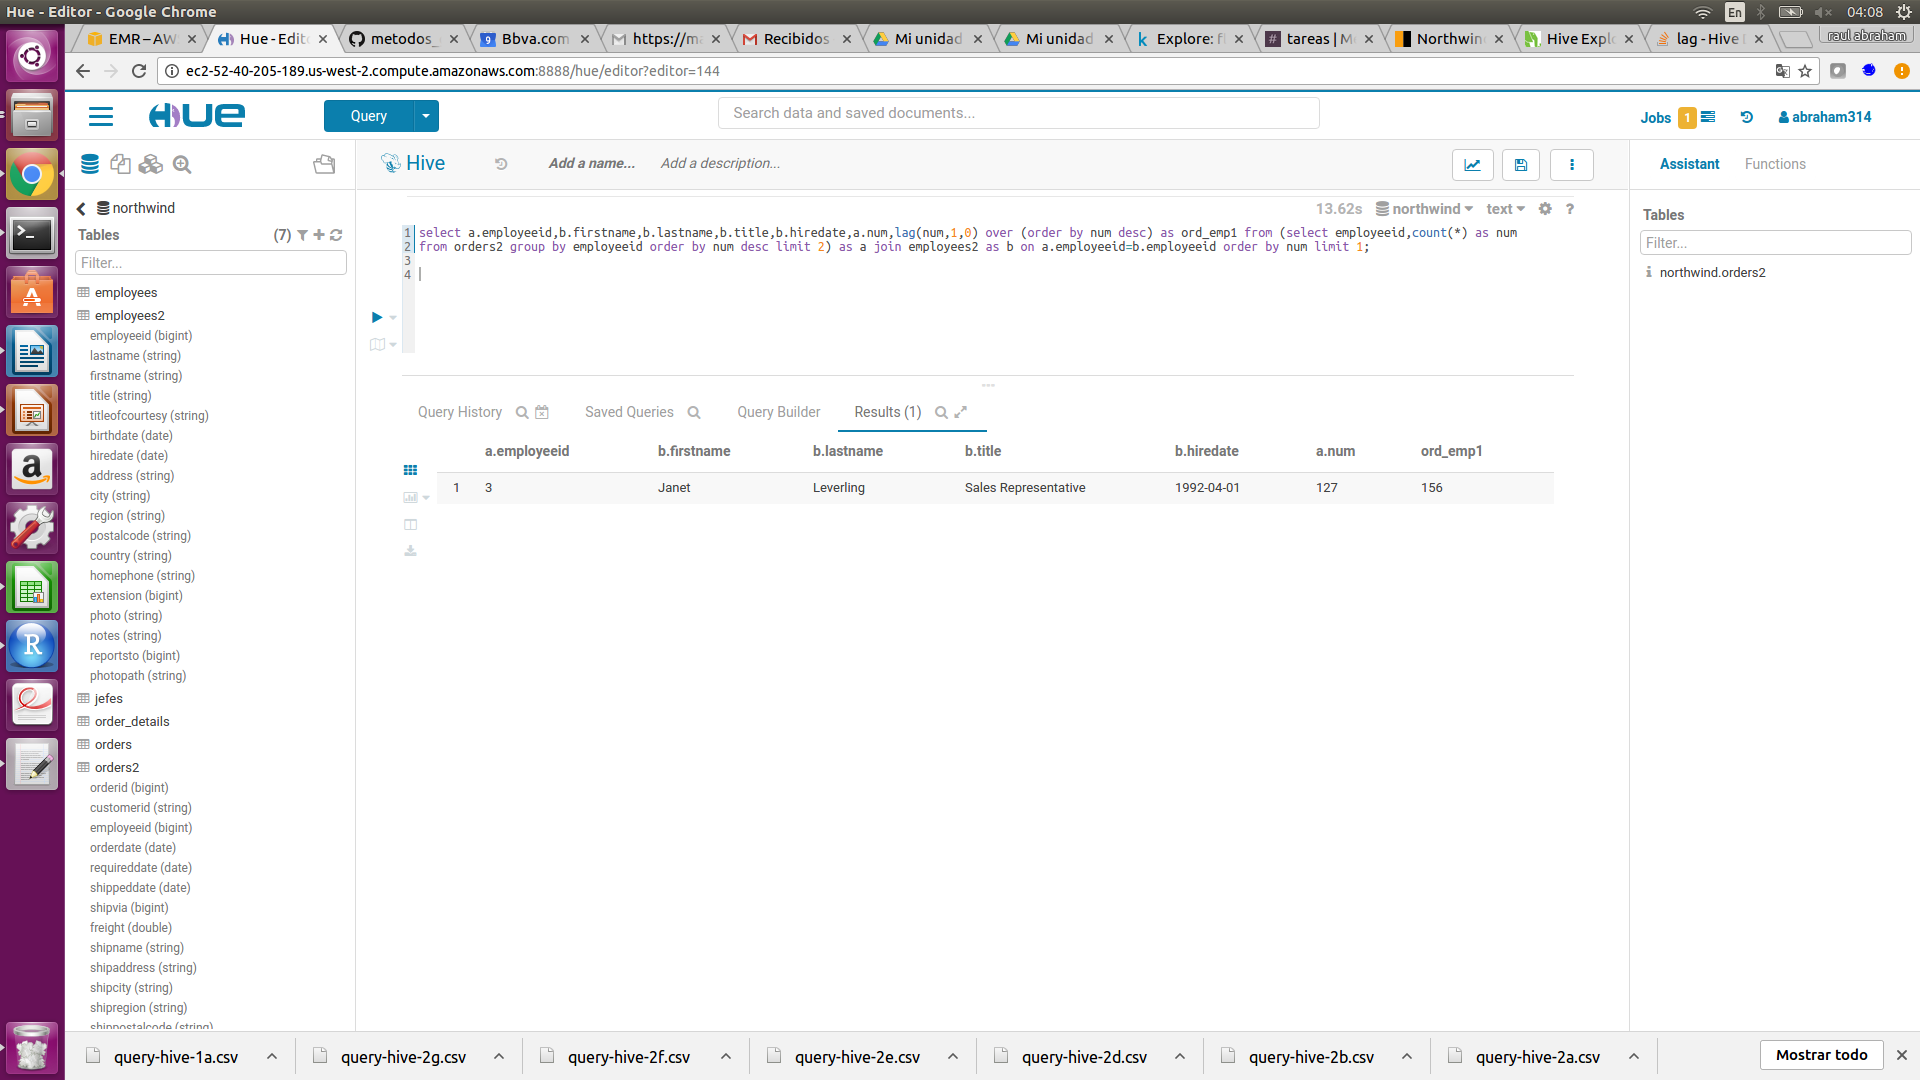 Hue - Editor - Google Chrome
En
04:08
EMR – AW
Hue - Edit
metodos_
Bbva.com
https://m
Recibidos
Mi unidad
Mi unidad
Explore: f
tareas | M
Northwin
Hive Expl
lag - Hive
raul abraham
ec2-52-40-205-189.us-west-2.compute.amazonaws.com:8888/hue/editor?editor=144
HUE
Query
Search data and saved documents...
Jobs
1
abraham314
Hive
Add a name...
Add a description...
Assistant
Functions
northwind
Tables
(7)
Filter...
employees
employees2
employeeid (bigint)
lastname (string)
firstname (string)
title (string)
titleofcourtesy (string)
birthdate (date)
hiredate (date)
address (string)
city (string)
region (string)
postalcode (string)
country (string)
homephone (string)
extension (bigint)
photo (string)
notes (string)
reportsto (bigint)
photopath (string)
jefes
order_details
orders
orders2
orderid (bigint)
customerid (string)
employeeid (bigint)
orderdate (date)
requireddate (date)
shippeddate (date)
shipvia (bigint)
freight (double)
shipname (string)
shipaddress (string)
shipcity (string)
shipregion (string)
shippostalcode (string)
13.62s
northwind
text
?
1 select a.employeeid,b.firstname,b.lastname,b.title,b.hiredate,a.num,lag(num,1,0) over (order by num desc) as ord_emp1 from (select employeeid,count(*) as num
2 from orders2 group by employeeid order by num desc limit 2) as a join employees2 as b on a.employeeid=b.employeeid order by num limit 1;
3
4
Query History
Saved Queries
Query Builder
Results (1)
a.employeeid b.firstname b.lastname b.title b.hiredate a.num ord_emp1
1 3 Janet Leverling Sales Representative 1992-04-01 127 156
Tables
Filter...
northwind.orders2
query-hive-1a.csv
query-hive-2g.csv
query-hive-2f.csv
query-hive-2e.csv
query-hive-2d.csv
query-hive-2b.csv
query-hive-2a.csv
Mostrar todo